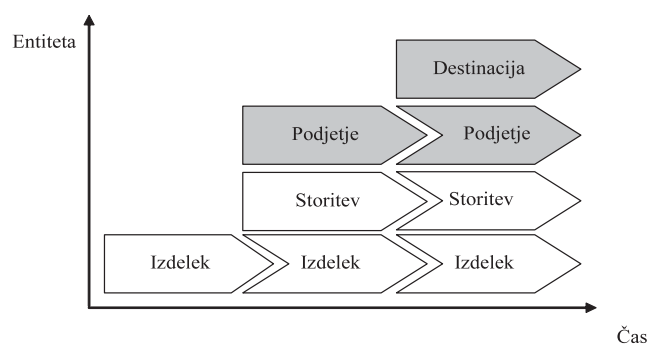 Entiteta
Destinacija
Podjetje Podjetje
Storitev Storitev
Izdelek Izdelek Izdelek
Čas